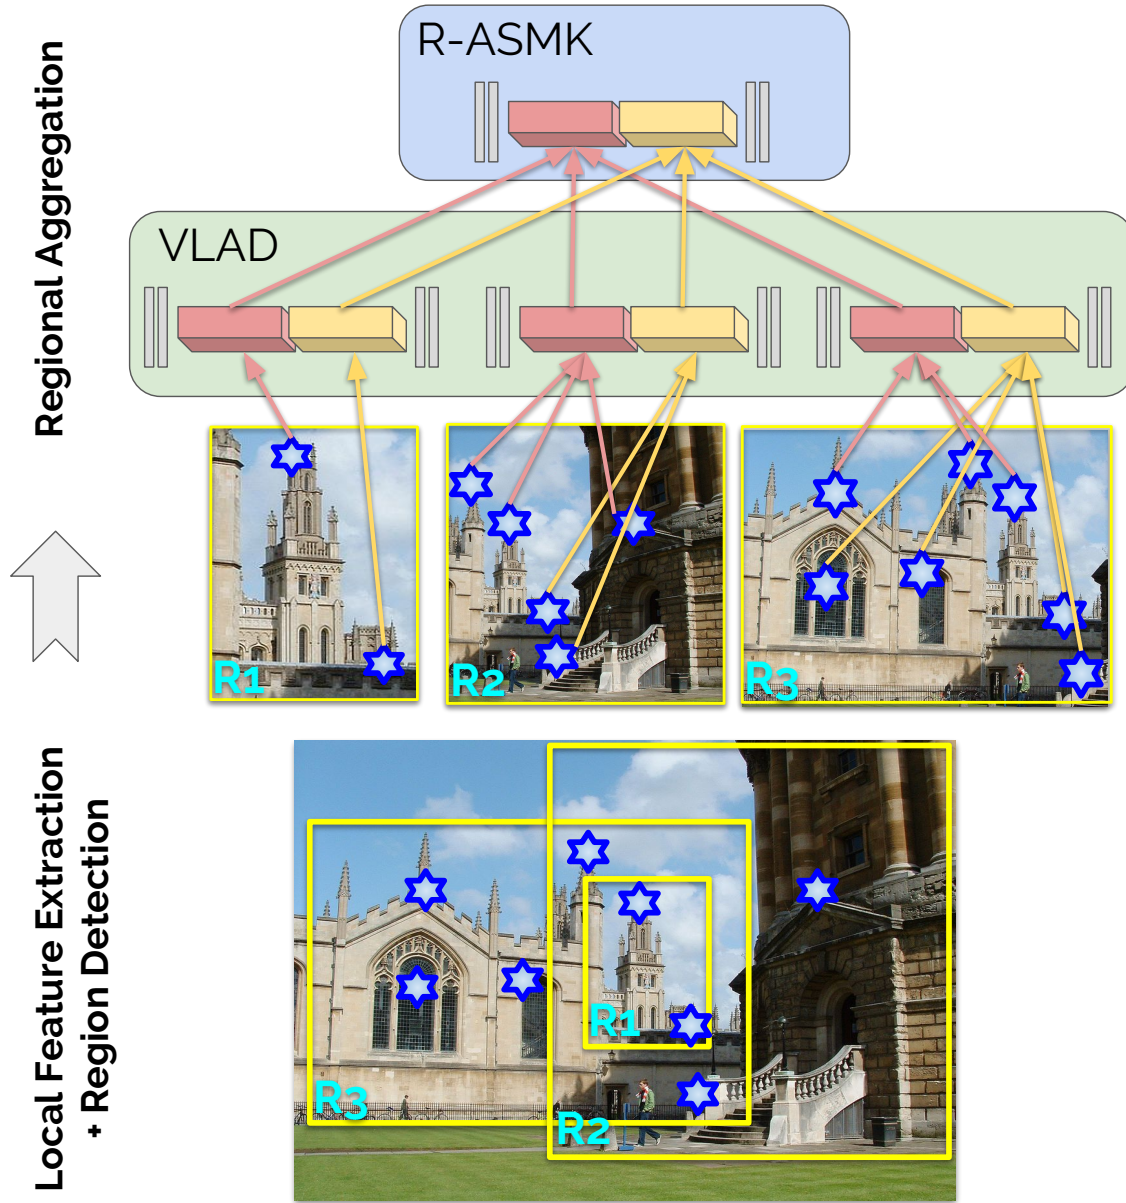 R-ASMK
VLAD
Regional Aggregation
R1
R2
R3
Local Feature Extraction
+ Region Detection
R1
R3
R2